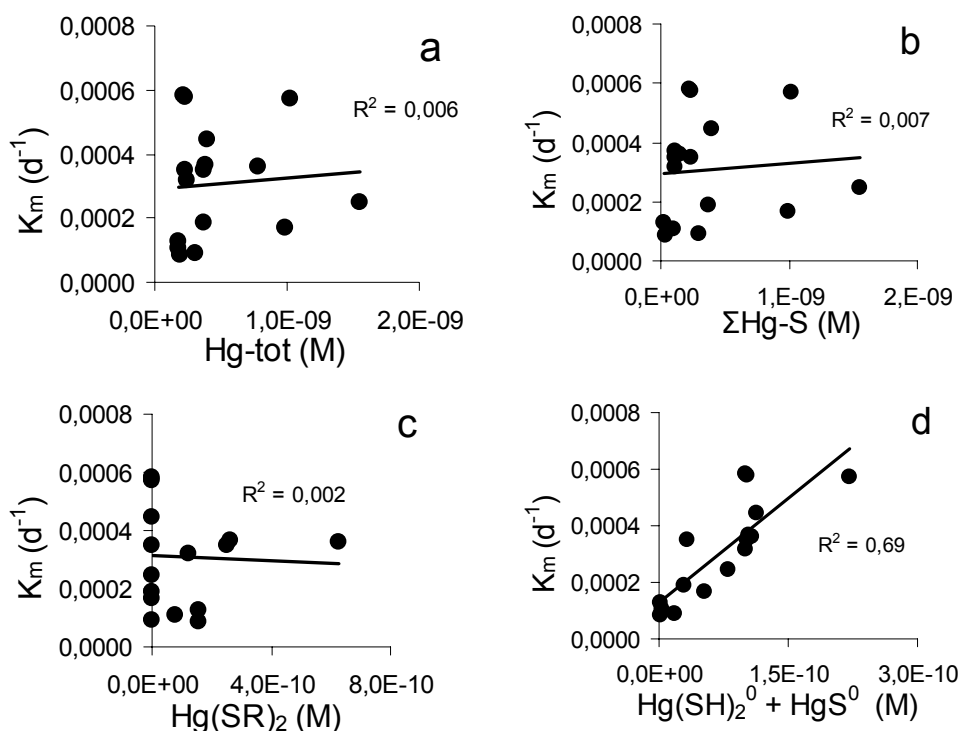 a
0,0008
0,0006
0,0004
0,0002
0,0000
Km (d-1)
R2 = 0,006
0,0E+00 1,0E-09 2,0E-09
Hg-tot (M)
b
0,0008
0,0006
0,0004
0,0002
0,0000
Km (d-1)
R2 = 0,007
0,1E+00 1,0E-09 2,0E-09
ΣHg-S (M)
c
0,0008
0,0006
0,0004
0,0002
0,0000
Km (d-1)
R2 = 0,002
0,0E+00 4,0E-10 8,0E-10
Hg(SR)2 (M)
d
0,0008
0,0006
0,0004
0,0002
0,0000
Km (d-1)
R2 = 0,69
0,0E+00 1,5E-10 3,0E-10
Hg(SH)20 + HgS0 (M)